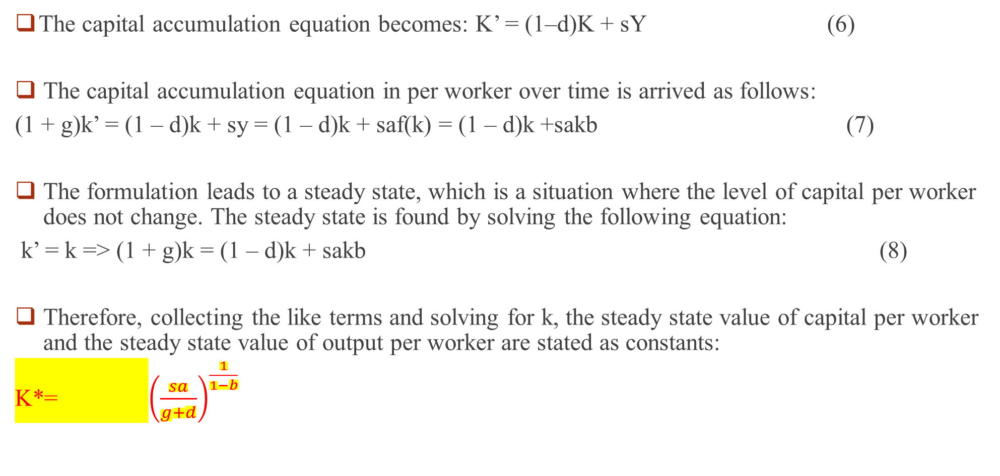 ❑ The capital accumulation equation becomes: K’ = (1–d)K + sY (6)
❑ The capital accumulation equation in per worker over time is arrived as follows:
(1 + g)k’ = (1 – d)k + sy = (1 – d)k + saf(k) = (1 – d)k +sakb (7)
❑ The formulation leads to a steady state, which is a situation where the level of capital per worker
does not change. The steady state is found by solving the following equation:
k’ = k => (1 + g)k = (1 – d)k + sakb (8)
❑ Therefore, collecting the like terms and solving for k, the steady state value of capital per worker
and the steady state value of output per worker are stated as constants:
K*= (sa/(g+d))^(1/(1−b))